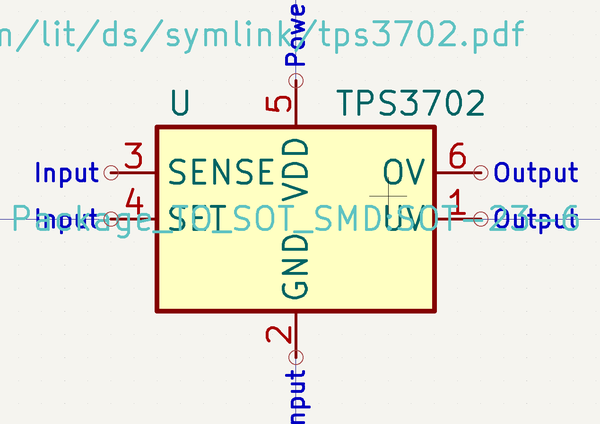 Powe
n/lit/ds/symlink/tps3702.pdf
5
U
TPS3702
VDD
Input
3
SENSE
OV
6
Output
Input
4
SET
UV
1
Output
Package_TO_SOT_SMD:SOT-23-6
GND
2
nput